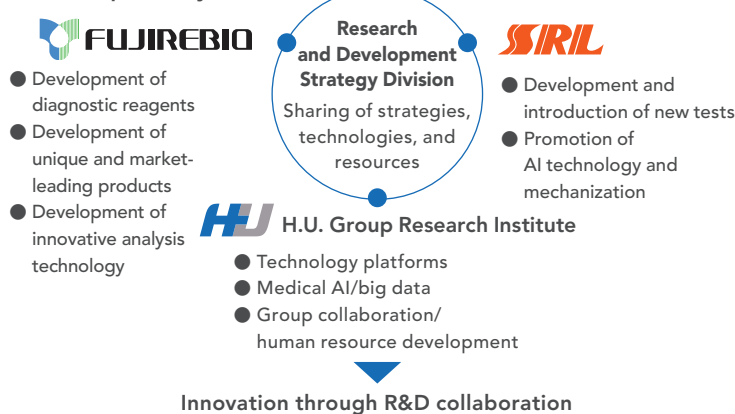 FUJIREBIO
● Development of
diagnostic reagents
● Development of
unique and market-
leading products
● Development of
innovative analysis
technology
Research
and Development
Strategy Division
Sharing of strategies,
technologies, and
resources
SRL
● Development and
introduction of new tests
● Promotion of
AI technology and
mechanization
HU H.U. Group Research Institute
● Technology platforms
● Medical AI/big data
● Group collaboration/
human resource development
Innovation through R&D collaboration